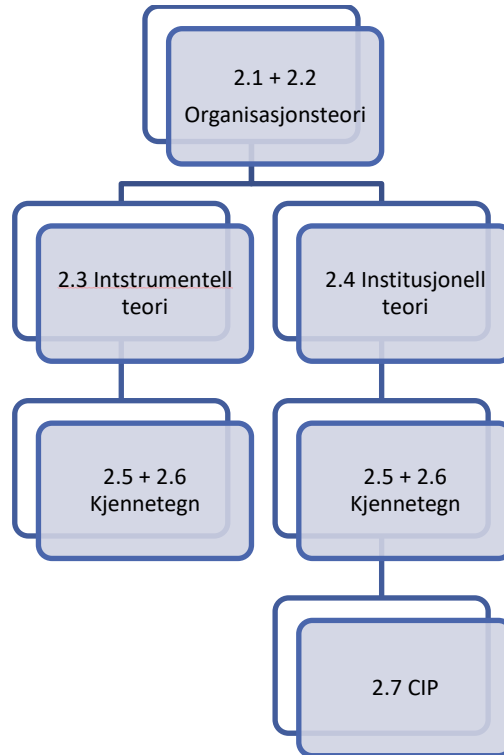 2.1 + 2.2
Organisasjonsteori
2.3 Intstrumentell
teori
2.4 Institusjonell
teori
2.5 + 2.6
Kjennetegn
2.5 + 2.6
Kjennetegn
2.7 CIP